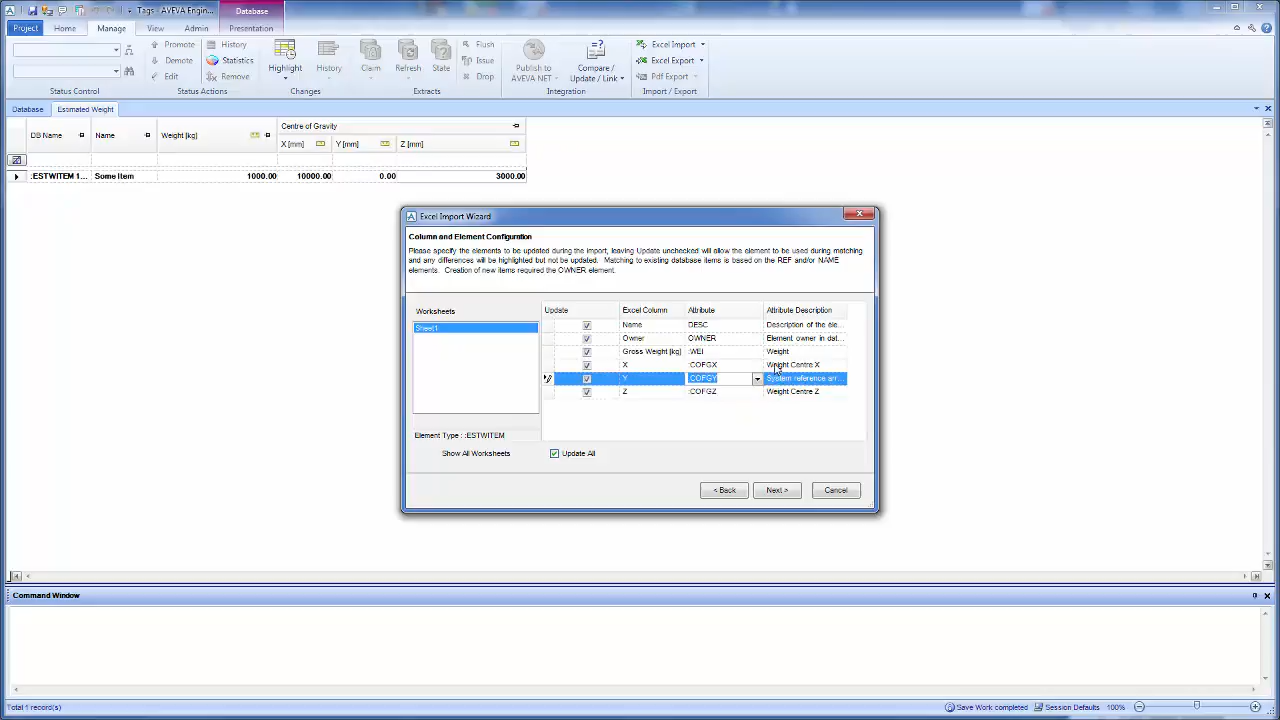 Tags - AVEVA Engin...
Database
Project
Home
Manage
View
Admin
Presentation
Promote
Demote
Edit
History
Statistics
Remove
Highlight
History
Claim
Refresh
State
Flush
Issue
Drop
Publish to
AVEVA NET
Compare /
Update / Link
Excel Import
Excel Export
Pdf Export
Status Control
Status Actions
Changes
Extracts
Integration
Import / Export
Database
Estimated Weight
DB Name
Name
Weight [kg]
Centre of Gravity
X [mm]
Y [mm]
Z [mm]
:ESTWITEM 1... Some Item 1000.00 10000.00 0.00 3000.00
Excel Import Wizard
Column and Element Configuration
Please specify the elements to be updated during the import, leaving Update unchecked will allow the element to be used during matching
and any differences will be highlighted but not be updated. Matching to existing database items is based on the REF and/or NAME
elements. Creation of new items required the OWNER element.
Worksheets
Sheet1
Update Excel Column Attribute Attribute Description
Name DESC Description of the ele...
Owner OWNER Element owner in dat...
Gross Weight [kg] :WEI Weight
X :COFGX Weight Centre X
Y :COFGY System reference arr...
Z :COFGZ Weight Centre Z
Element Type : :ESTWITEM
Show All Worksheets
Update All
< Back
Next >
Cancel
Command Window
Total 1 record(s)
Save Work completed
Session Defaults
100%